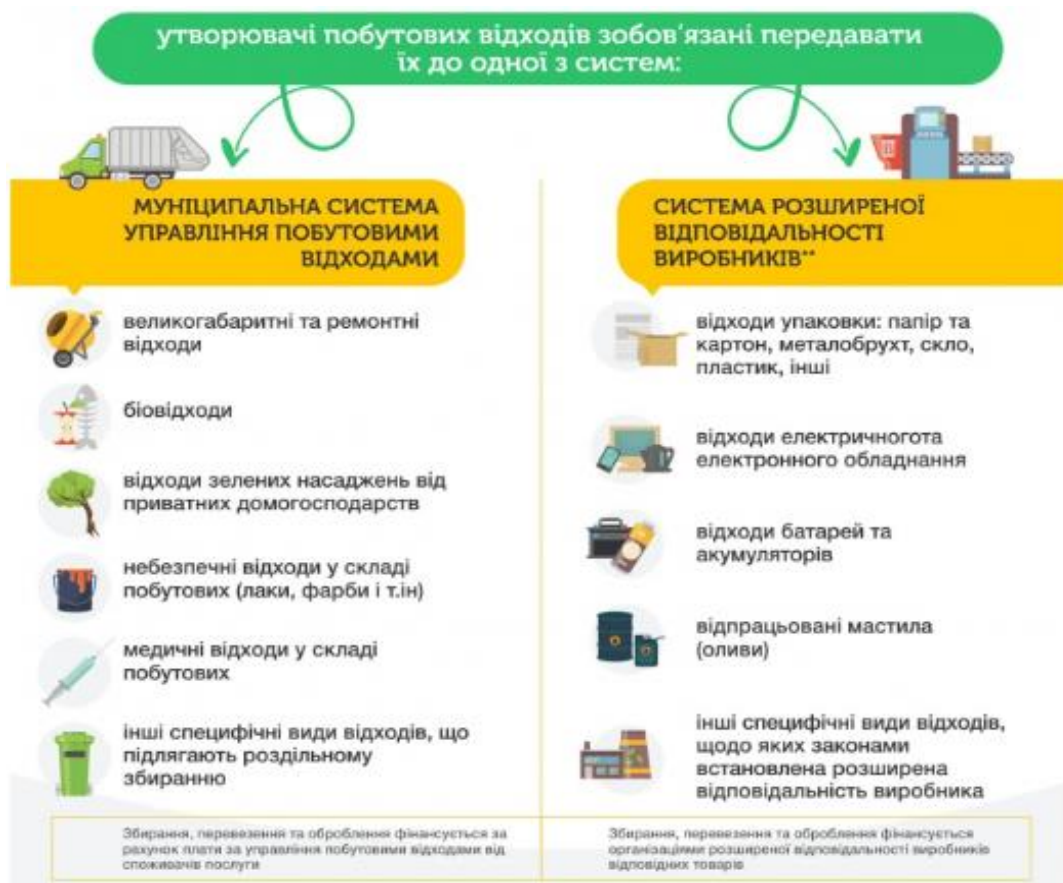 утворювачі побутових відходів зобов'язані передавати
їх до одної з систем:
МУНІЦИПАЛЬНА СИСТЕМА
УПРАВЛІННЯ ПОБУТОВИМИ
ВІДХОДАМИ
великогабаритні та ремонтні
відходи
біовідходи
відходи зелених насаджень від
приватних домогосподарств
небезпечні відходи у складі
побутових (лаки, фарби і т.ін)
медичні відходи у складі
побутових
інші специфічні види відходів, що
підлягають роздільному
збиранню
Збирання, перевезення та оброблення фінансується за
рахунок плати за управління побутовими відходами від
споживачів послуги
СИСТЕМА РОЗШИРЕНОЇ
ВІДПОВІДАЛЬНОСТІ
ВИРОБНИКІВ**
відходи упаковки: папір та
картон, металобрухт, скло,
пластик, інші
відходи електричногота
електронного обладнання
відходи батарей та
акумуляторів
відпрацьовані мастила
(оливи)
інші специфічні види відходів,
щодо яких законами
встановлена розширена
відповідальність виробника
Збирання, перевезення та оброблення фінансується
організаціями розширеної відповідальності виробників
відповідних товарів